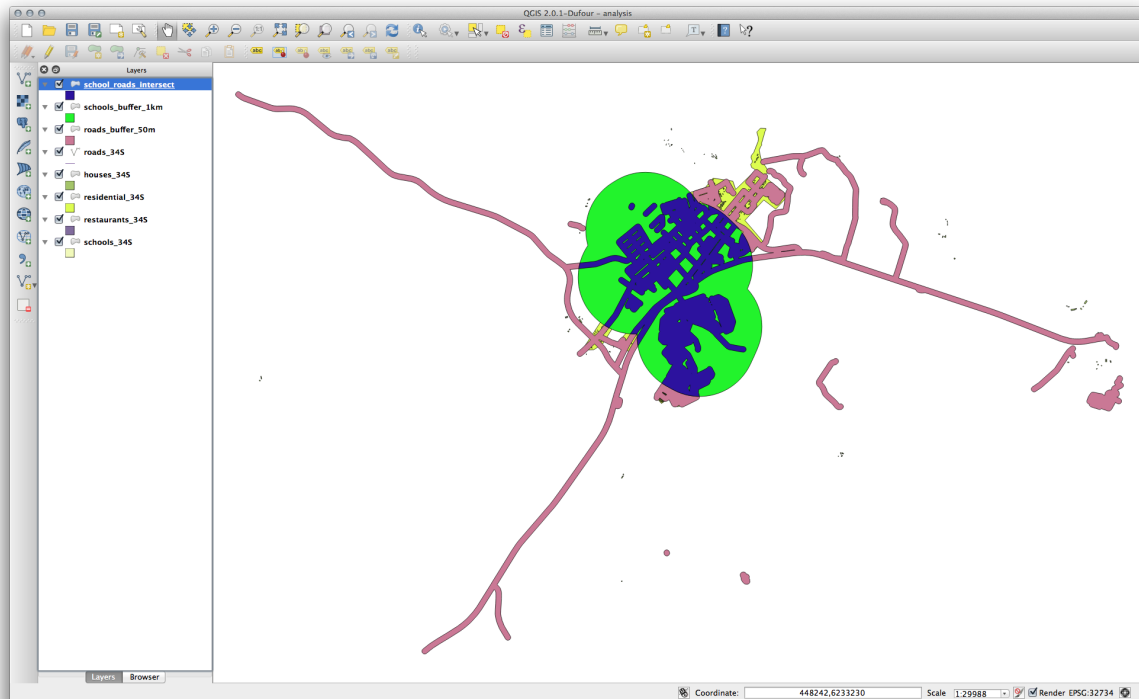 QGIS 2.0.1-Dufour - analysis
Layers
school_roads_Intersect
schools_buffer_1km
roads_buffer_50m
roads_34S
houses_34S
residential_34S
restaurants_34S
schools_34S
Layers Browser
Coordinate: 448242,6233230 Scale 1:29988 Render EPSG:32734